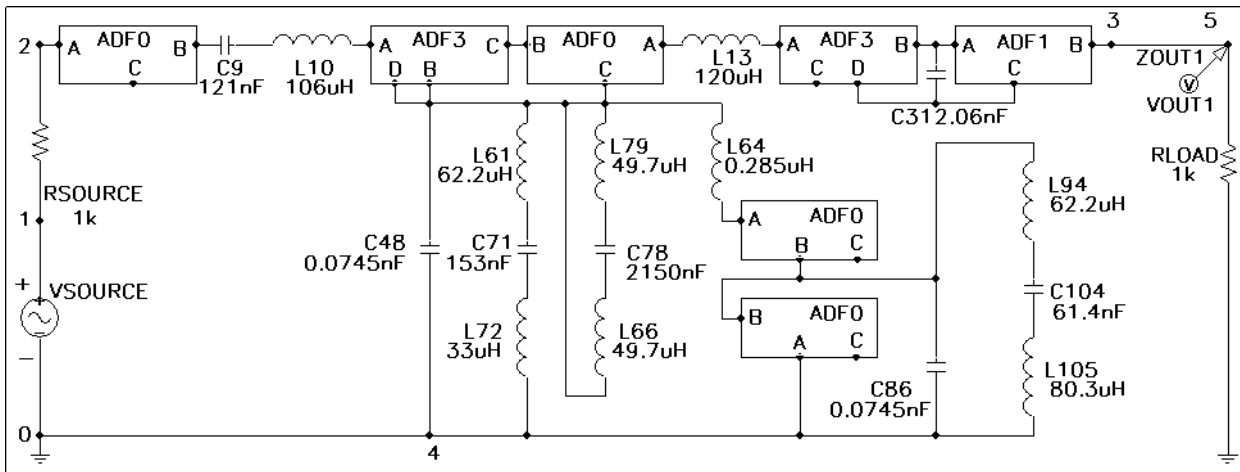 3 5
2 A ADF0 B C
C9
121nF
L10
106uH
A ADF3 C D B
B ADF0 A C
L13
120uH
A ADF3 B C D
A ADF1 B C
ZOUT1
V
VOUT1
C312.06nF
L61
62.2uH
L79
49.7uH
L64
0.285uH
RLOAD
1k
L94
62.2uH
RSOURCE
1k
1
A ADF0 B C
C48
0.0745nF
C71
153nF
C78
2150nF
+ + VSOURCE
–
C104
61.4nF
B ADF0 A C
L72
33uH
L66
49.7uH
L105
80.3uH
C86
0.0745nF
0
4